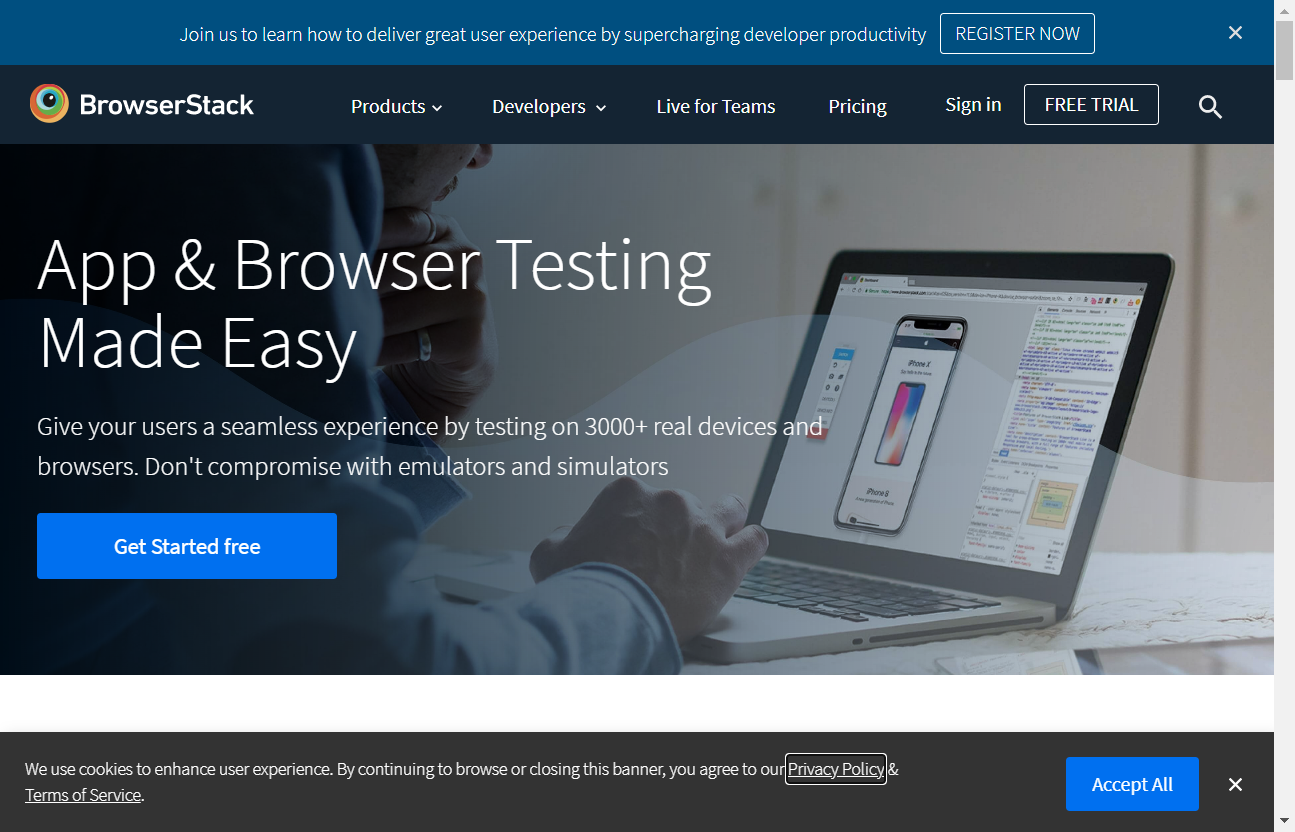 Join us to learn how to deliver great user experience by supercharging developer productivity
REGISTER NOW
BrowserStack
Products
Developers
Live for Teams
Pricing
Sign in
FREE TRIAL
App & Browser Testing
Made Easy
Give your users a seamless experience by testing on 3000+ real devices and
browsers. Don't compromise with emulators and simulators
Get Started free
iPhone X
iPhone 8
We use cookies to enhance user experience. By continuing to browse or closing this banner, you agree to our Privacy Policy &
Terms of Service.
Accept All